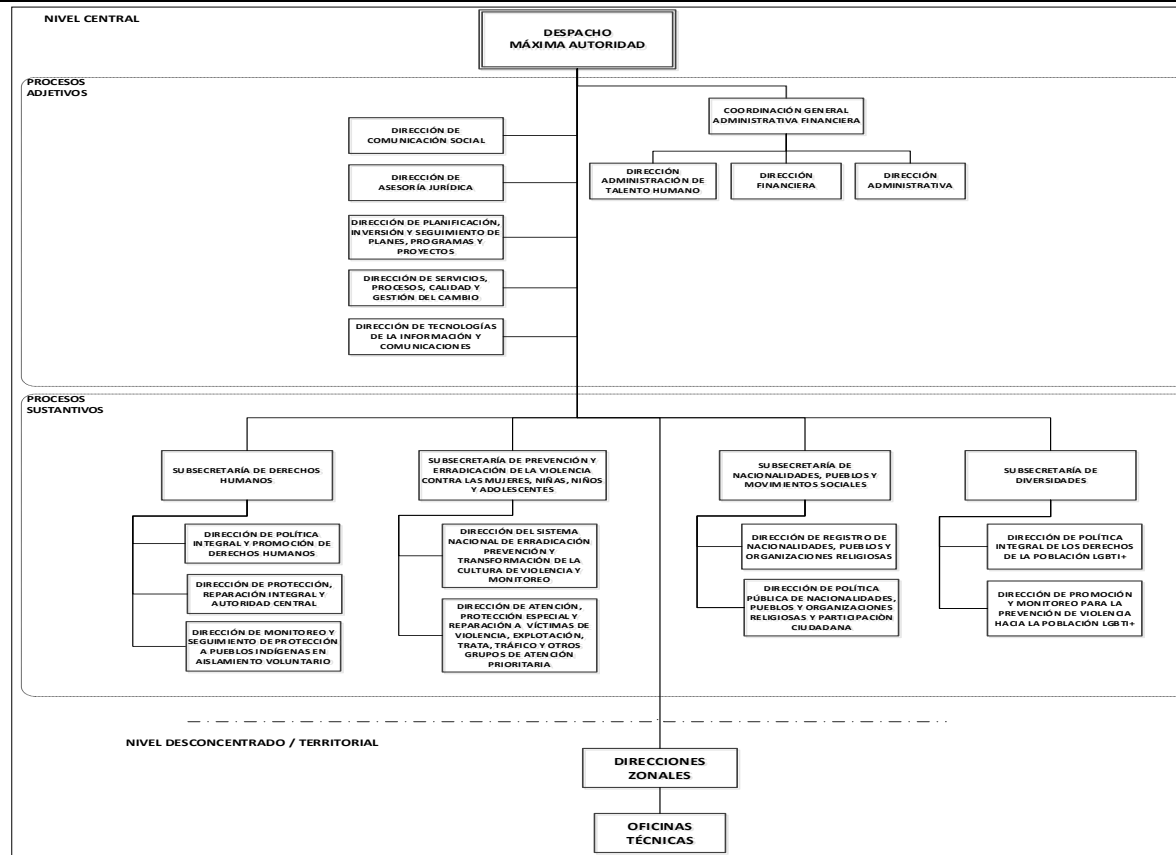 NIVEL CENTRAL
DESPACHO
MÁXIMA AUTORIDAD
PROCESOS
ADJETIVOS
COORDINACIÓN GENERAL
ADMINISTRATIVA FINANCIERA
DIRECCIÓN DE
COMUNICACIÓN SOCIAL
DIRECCIÓN DE
ASESORÍA JURÍDICA
DIRECCIÓN
ADMINISTRACIÓN DE
TALENTO HUMANO
DIRECCIÓN
FINANCIERA
DIRECCIÓN
ADMINISTRATIVA
DIRECCIÓN DE PLANIFICACIÓN,
INVERSIÓN Y SEGUIMIENTO DE
PLANES, PROGRAMAS Y
PROYECTOS
DIRECCIÓN DE SERVICIOS,
PROCESOS, CALIDAD Y
GESTIÓN DEL CAMBIO
DIRECCIÓN DE TECNOLOGÍAS
DE LA INFORMACIÓN Y
COMUNICACIONES
PROCESOS
SUSTANTIVOS
SUBSECRETARÍA DE DERECHOS
HUMANOS
SUBSECRETARÍA DE PREVENCIÓN Y
ERRADICACIÓN DE LA VIOLENCIA
CONTRA LAS MUJERES, NIÑAS, NIÑOS
Y ADOLESCENTES
SUBSECRETARÍA DE
NACIONALIDADES, PUEBLOS Y
MOVIMIENTOS SOCIALES
SUBSECRETARÍA DE
DIVERSIDADES
DIRECCIÓN DE POLÍTICA
INTEGRAL Y PROMOCIÓN DE
DERECHOS HUMANOS
DIRECCIÓN DE PROTECCIÓN,
REPARACIÓN INTEGRAL Y
AUTORIDAD CENTRAL
DIRECCIÓN DE MONITOREO Y
SEGUIMIENTO DE PROTECCIÓN
A PUEBLOS INDÍGENAS EN
AISLAMIENTO VOLUNTARIO
DIRECCIÓN DEL SISTEMA
NACIONAL DE ERRADICACIÓN
PREVENCIÓN Y
TRANSFORMACIÓN DE LA
CULTURA DE VIOLENCIA Y
MONITOREO
DIRECCIÓN DE ATENCIÓN,
PROTECCIÓN ESPECIAL Y
REPARACIÓN A VÍCTIMAS DE
VIOLENCIA, EXPLOTACIÓN,
TRATA, TRÁFICO Y OTROS
GRUPOS DE ATENCIÓN
PRIORITARIA
DIRECCIÓN DE REGISTRO DE
NACIONALIDADES, PUEBLOS Y
ORGANIZACIONES RELIGIOSAS
DIRECCIÓN DE POLÍTICA
PÚBLICA DE NACIONALIDADES,
PUEBLOS Y ORGANIZACIONES
RELIGIOSAS Y PARTICIPACIÓN
CIUDADANA
DIRECCIÓN DE POLÍTICA
INTEGRAL DE LOS DERECHOS
DE LA POBLACIÓN LGBTI+
DIRECCIÓN DE PROMOCIÓN
Y MONITOREO PARA LA
PREVENCIÓN DE VIOLENCIA
HACIA LA POBLACIÓN LGBTI+
NIVEL DESCONCENTRADO / TERRITORIAL
DIRECCIONES
ZONALES
OFICINAS
TÉCNICAS